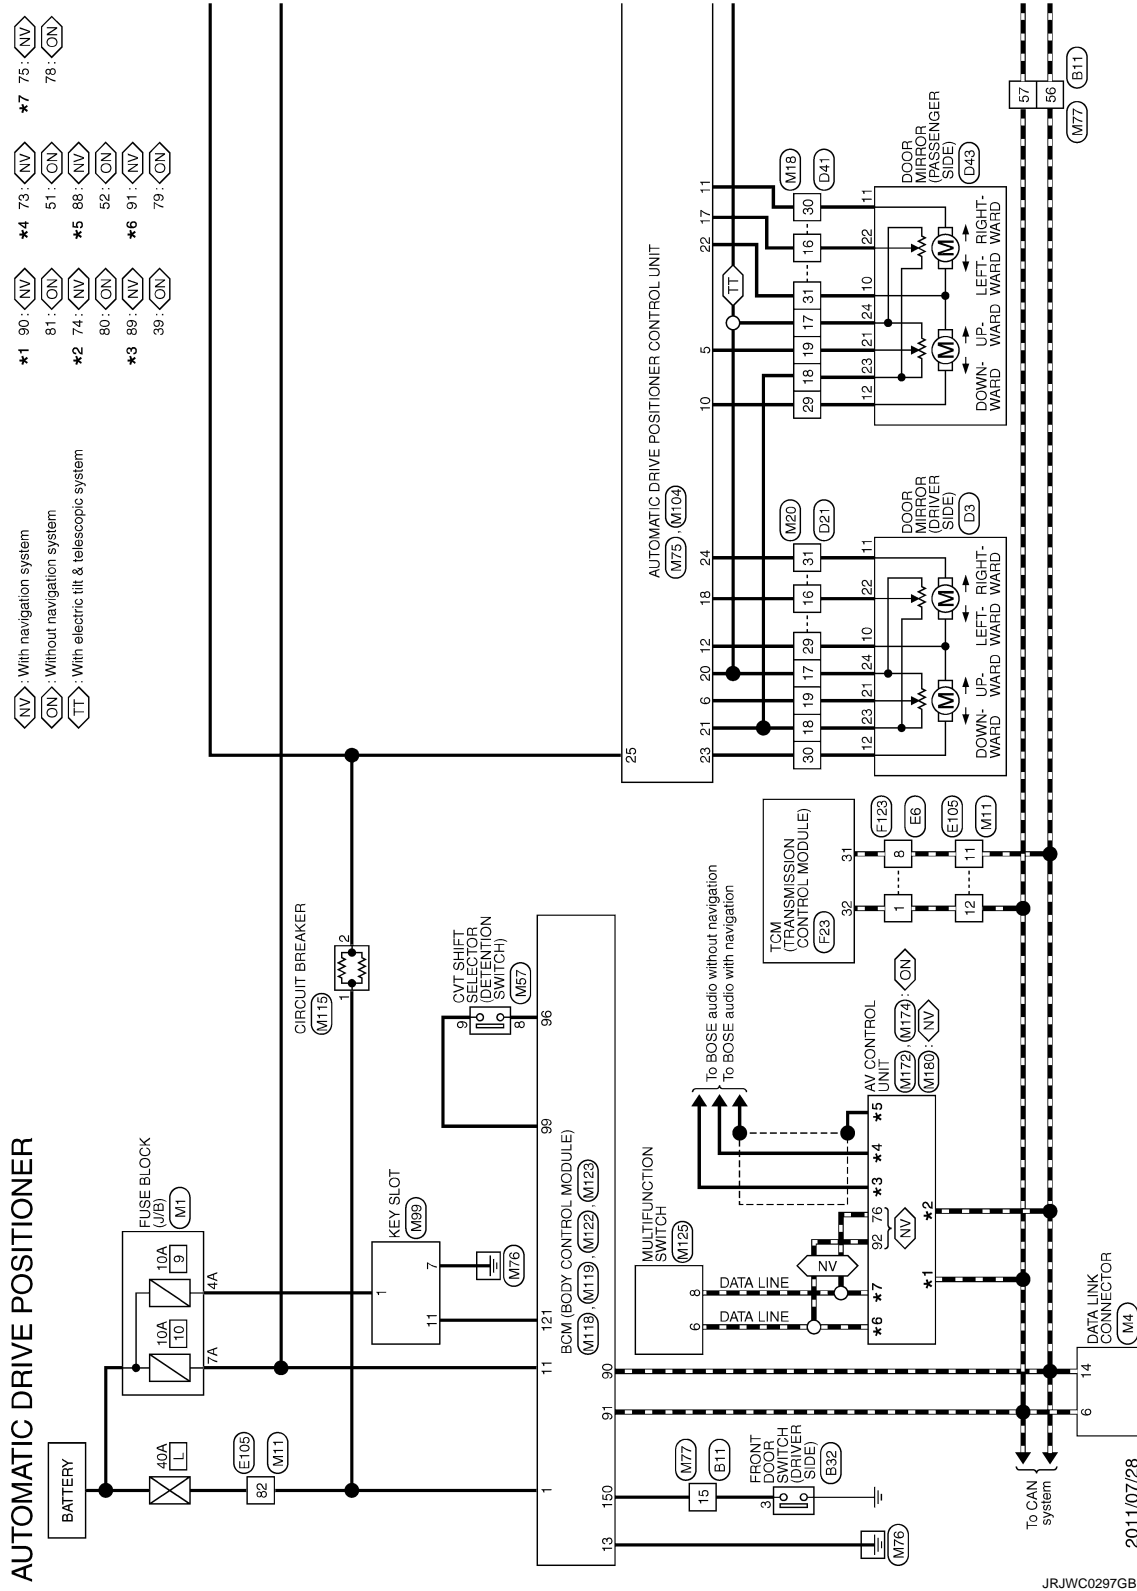 AUTOMATIC DRIVE POSITIONER
NV : With navigation system
ON : Without navigation system
TT : With electric tilt & telescopic system
*1 90 : NV
81 : ON
*2 74 : NV
80 : ON
*3 89 : NV
39 : ON
*4 73 : NV
51 : ON
*5 88 : NV
52 : ON
*6 91 : NV
79 : ON
*7 75 : NV
78 : ON
BATTERY
40A
L
FUSE BLOCK
(J/B)
M1
10A
10
10A
9
7A
4A
E105
82
M11
CIRCUIT BREAKER
M115
1
2
KEY SLOT
M99
1
11
7
M76
CVT SHIFT
SELECTOR
(DETENTION
SWITCH)
M57
9
8
1
11
121
99
96
BCM (BODY CONTROL MODULE)
M118 , M119 , M122 , M123
13
150
91
90
M76
M77
15
B11
FRONT
DOOR
SWITCH
(DRIVER
SIDE)
B32
3
MULTIFUNCTION
SWITCH
M125
6
8
DATA LINE
DATA LINE
NV
To BOSE audio without navigation
To BOSE audio with navigation
AV CONTROL
UNIT
M172 , M174 : ON
M180 : NV
*6
*7
92
76
NV
*3
*4
*5
*1
*2
TCM
(TRANSMISSION
CONTROL MODULE)
F23
32
31
1
8
F123
E6
12
11
E105
M11
25
AUTOMATIC DRIVE POSITIONER CONTROL UNIT
M75 , M104
23
21
6
20
12
18
24
10
5
22
17
11
TT
30
18
19
17
29
16
31
M20
D21
12
23
21
24
10
22
11
DOOR
MIRROR
(DRIVER
SIDE)
D3
M
M
DOWN-
WARD
UP-
WARD
LEFT-
WARD
RIGHT-
WARD
29
18
19
17
31
16
30
M18
D41
12
23
21
24
10
22
11
DOOR
MIRROR
(PASSENGER
SIDE)
D43
M
M
DOWN-
WARD
UP-
WARD
LEFT-
WARD
RIGHT-
WARD
57
56
M77
B11
To CAN
system
DATA LINK
CONNECTOR
M4
6
14
2011/07/28
JRJWC0297GB